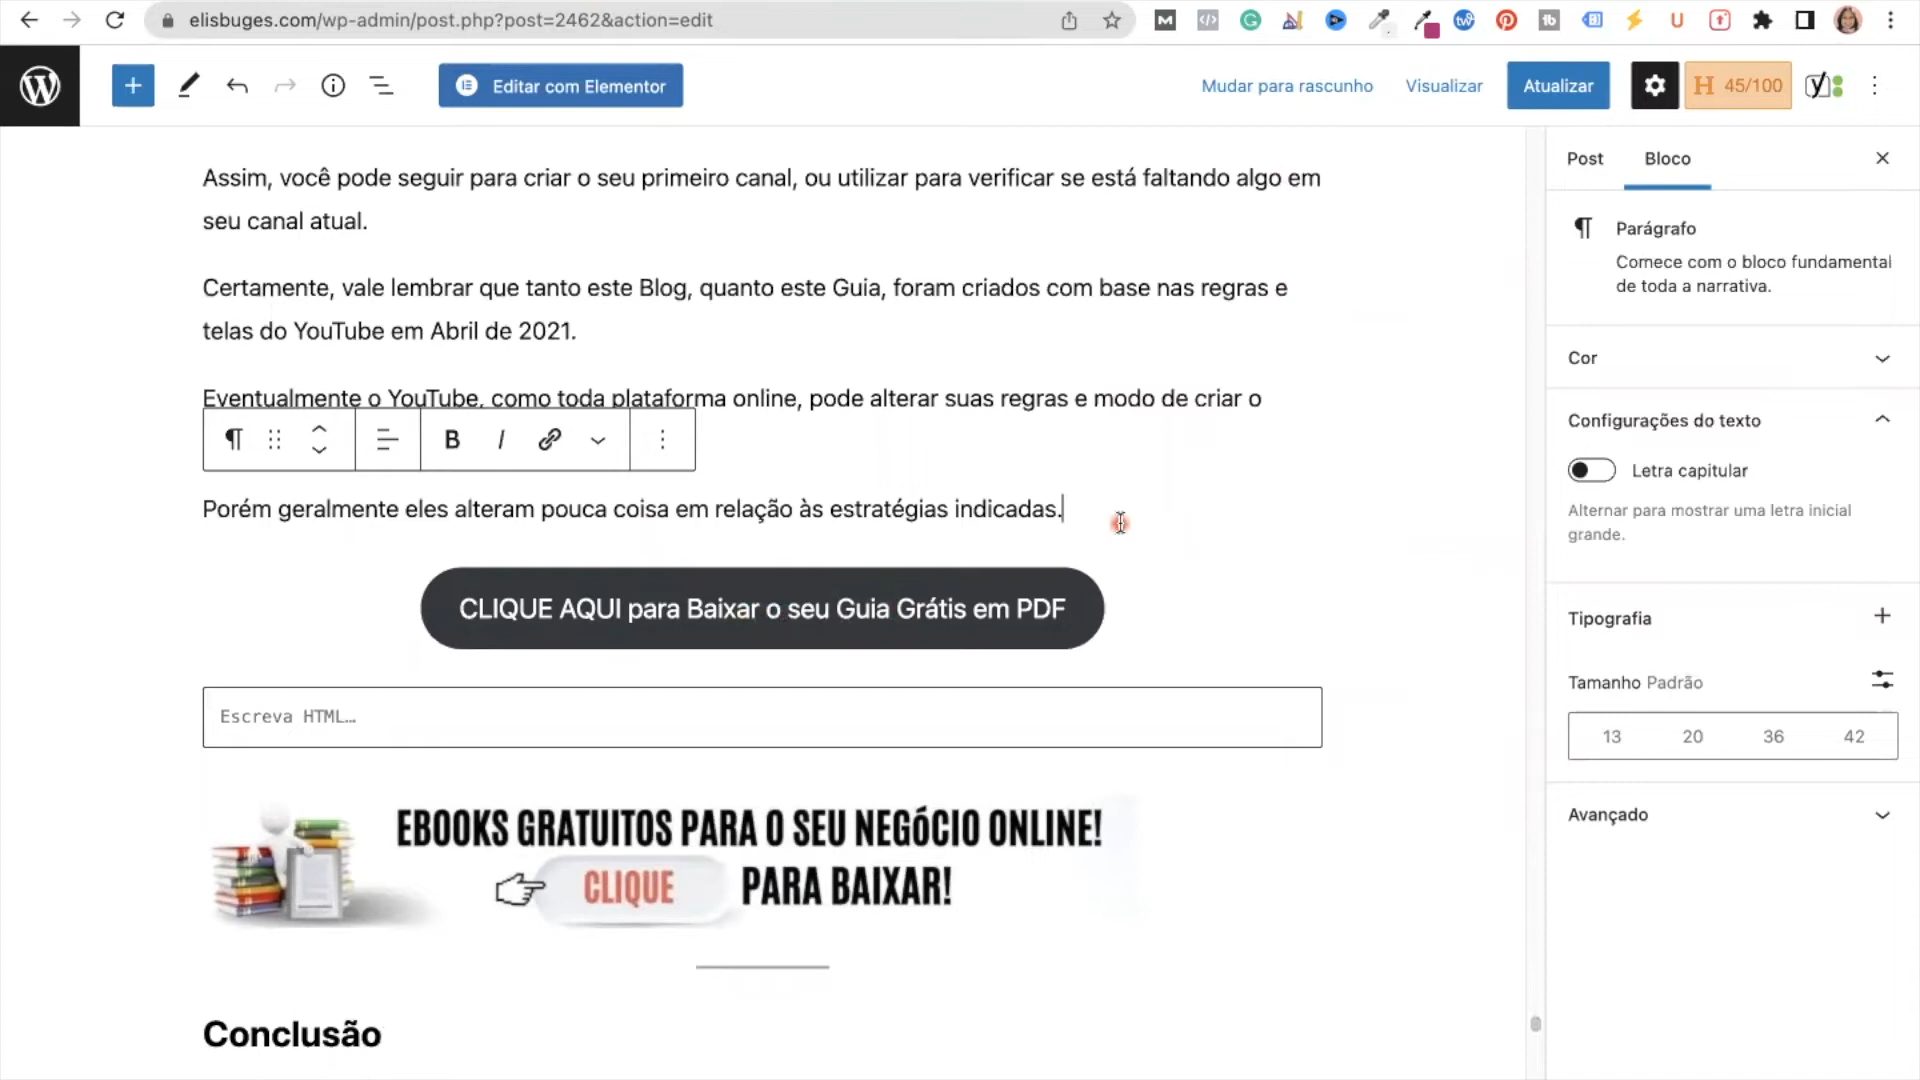 elisbuges.com/wp-admin/post.php?post=2462&action=edit
Editar com Elementor
Mudar para rascunho
Visualizar
Atualizar
H 45/100
Assim, você pode seguir para criar o seu primeiro canal, ou utilizar para verificar se está faltando algo em
seu canal atual.
Certamente, vale lembrar que tanto este Blog, quanto este Guia, foram criados com base nas regras e
telas do YouTube em Abril de 2021.
Eventualmente o YouTube, como toda plataforma online, pode alterar suas regras e modo de criar o
B I
Porém geralmente eles alteram pouca coisa em relação às estratégias indicadas.
CLIQUE AQUI para Baixar o seu Guia Grátis em PDF
Escreva HTML…
EBOOKS GRATUITOS PARA O SEU NEGÓCIO ONLINE!
CLIQUE PARA BAIXAR!
Conclusão
Post
Bloco
Parágrafo
Comece com o bloco fundamental
de toda a narrativa.
Cor
Configurações do texto
Letra capitular
Alternar para mostrar uma letra inicial
grande.
Tipografia
Tamanho Padrão
13 20 36 42
Avançado